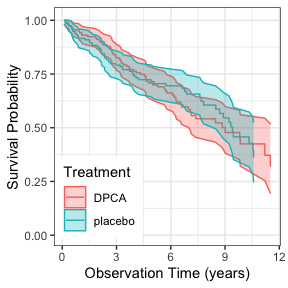 Survival Probability
1.00
0.75
0.50
0.25
0.00
Treatment
DPCA
placebo
0 3 6 9 12
Observation Time (years)